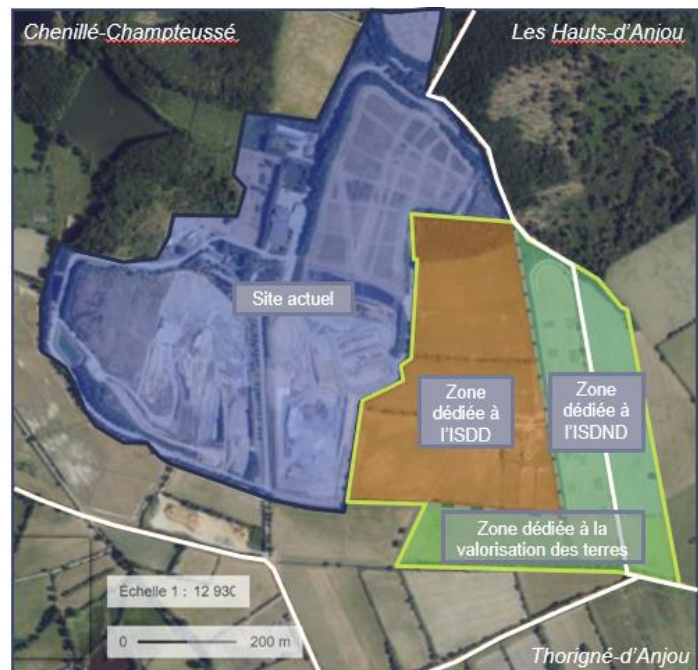 Chenillé-Champteussé
Les Hauts-d'Anjou
Site actuel
Zone
dédiée à
l'ISDD
Zone
dédiée à
l'ISDND
Zone dédiée à la
valorisation des terres
Échelle 1 : 12 930
0 200 m
Thorigné-d'Anjou